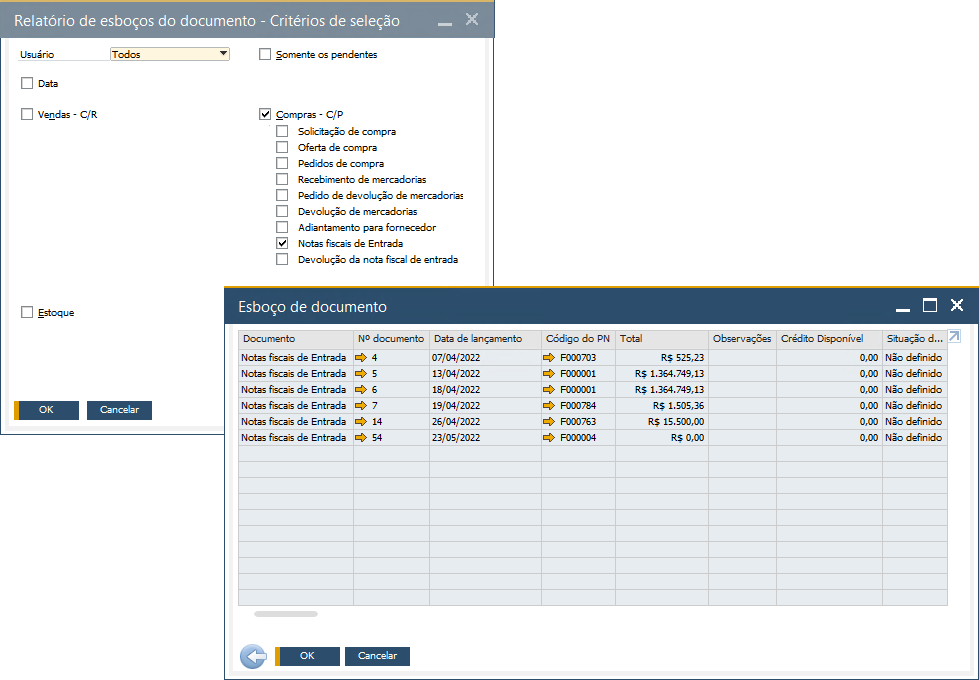 Relatório de esboços do documento - Critérios de seleção
Usuário Todos Somente os pendentes
Data
Vendas - C/R Compras - C/P
Solicitação de compra
Oferta de compra
Pedidos de compra
Recebimento de mercadorias
Pedido de devolução de mercadorias
Devolução de mercadorias
Adiantamento para fornecedor
Notas fiscais de Entrada
Devolução da nota fiscal de entrada
Estoque
OK Cancelar
Esboço de documento
Documento Nº documento Data de lançamento Código do PN Total Observações Crédito Disponível Situação d...
Notas fiscais de Entrada 4 07/04/2022 F000703 R$ 525,23 0,00 Não definido
Notas fiscais de Entrada 5 13/04/2022 F000001 R$ 1.364.749,13 0,00 Não definido
Notas fiscais de Entrada 6 18/04/2022 F000001 R$ 1.364.749,13 0,00 Não definido
Notas fiscais de Entrada 7 19/04/2022 F000784 R$ 1.505,36 0,00 Não definido
Notas fiscais de Entrada 14 26/04/2022 F000763 R$ 15.500,00 0,00 Não definido
Notas fiscais de Entrada 54 23/05/2022 F000004 R$ 0,00 0,00 Não definido
OK Cancelar